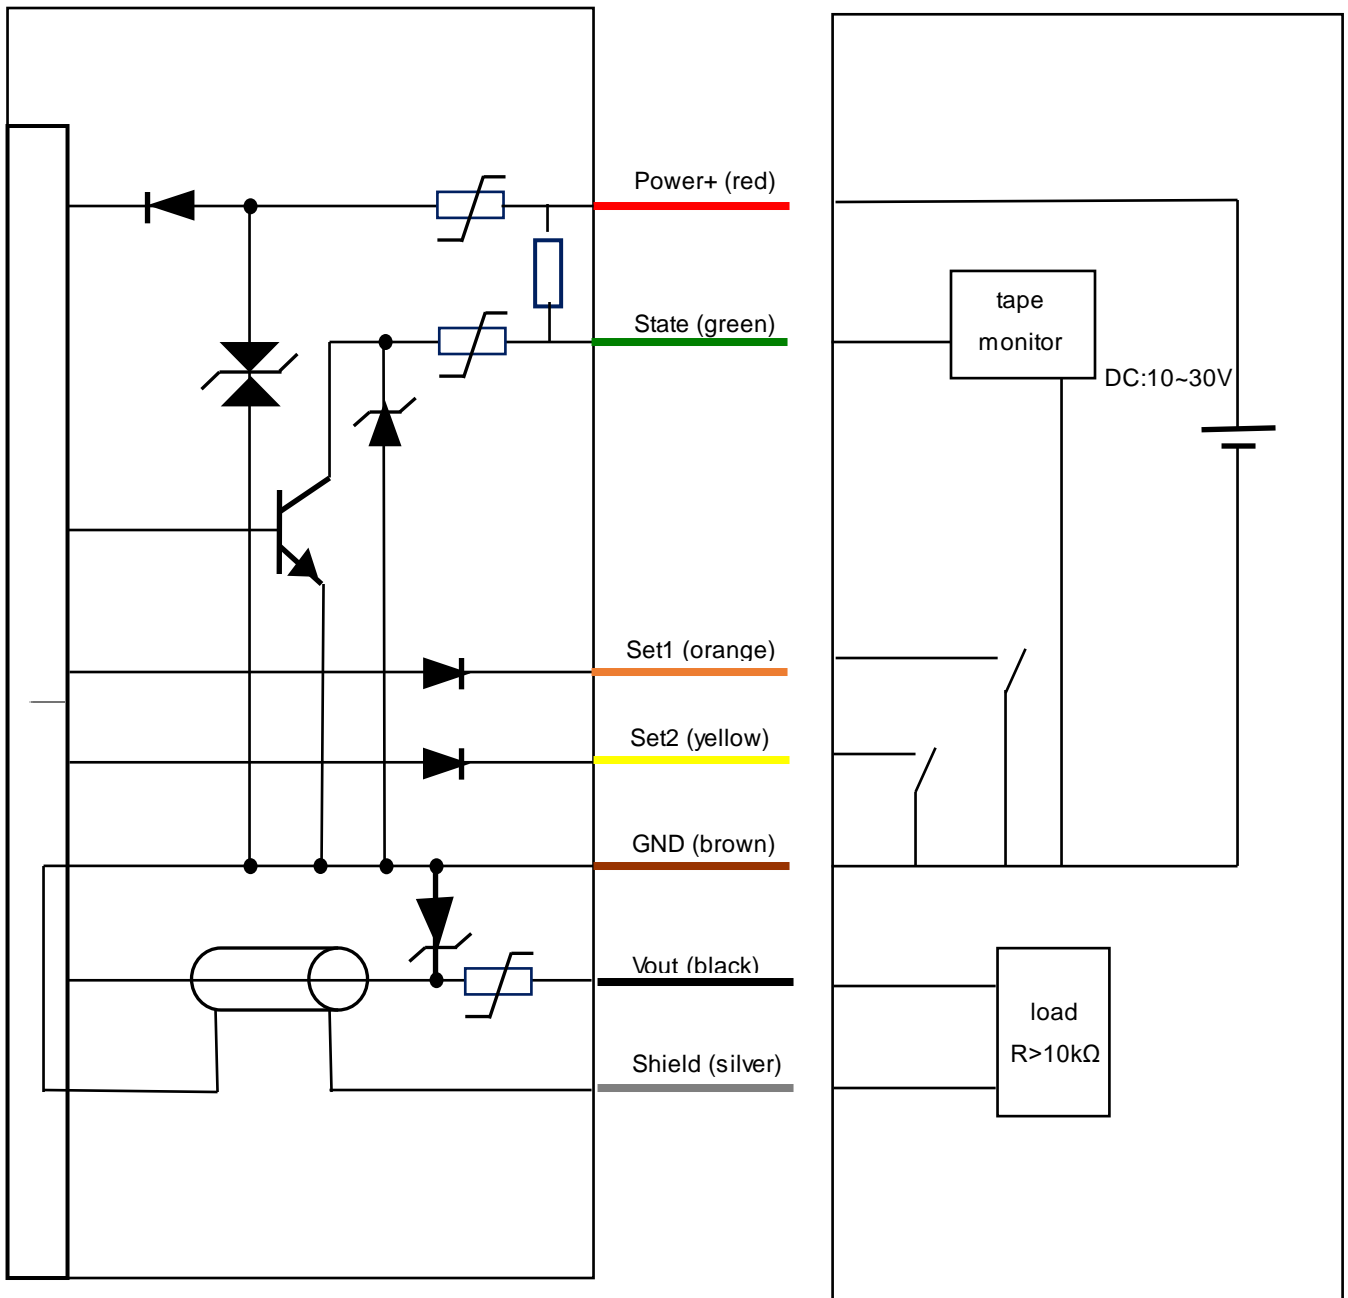 Power+ (red)
State (green)
tape
monitor
DC:10~30V
Set1 (orange)
Set2 (yellow)
GND (brown)
Vout (black)
load
R>10kΩ
Shield (silver)